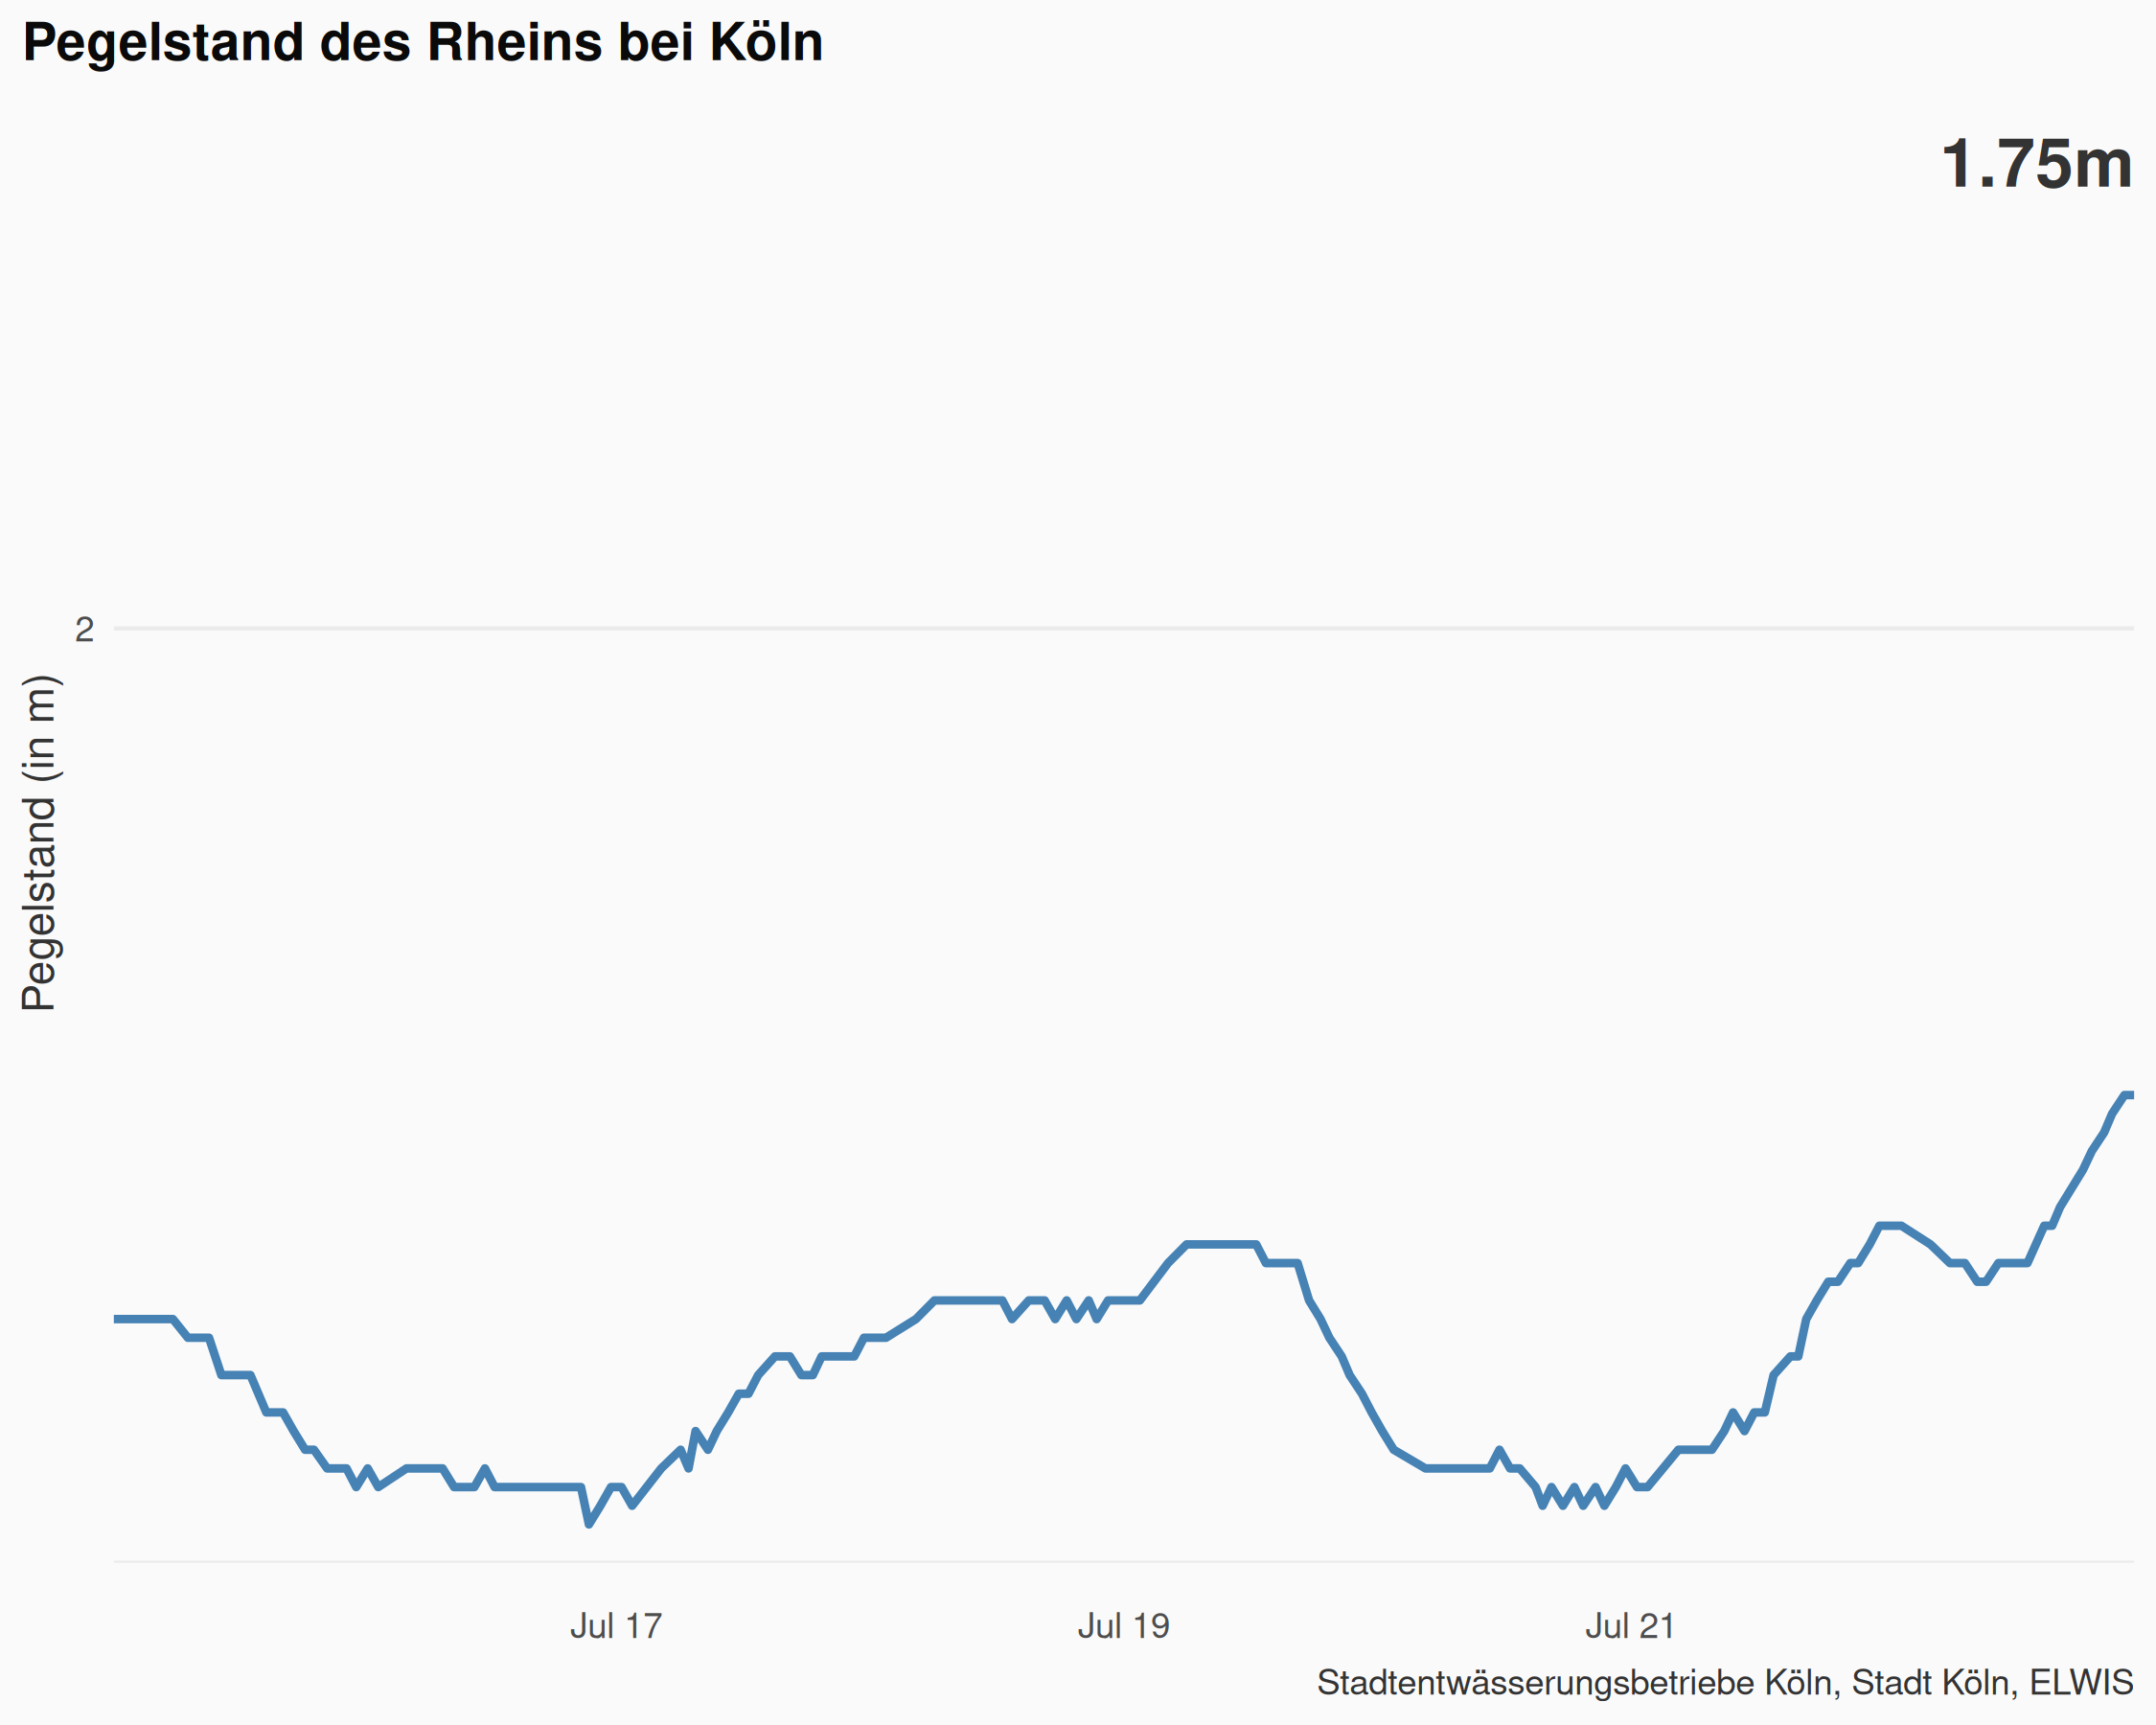 Pegelstand des Rheins bei Köln
1.75m
2
Pegelstand (in m)
Jul 17
Jul 19
Jul 21
Stadtentwässerungsbetriebe Köln, Stadt Köln, ELWIS